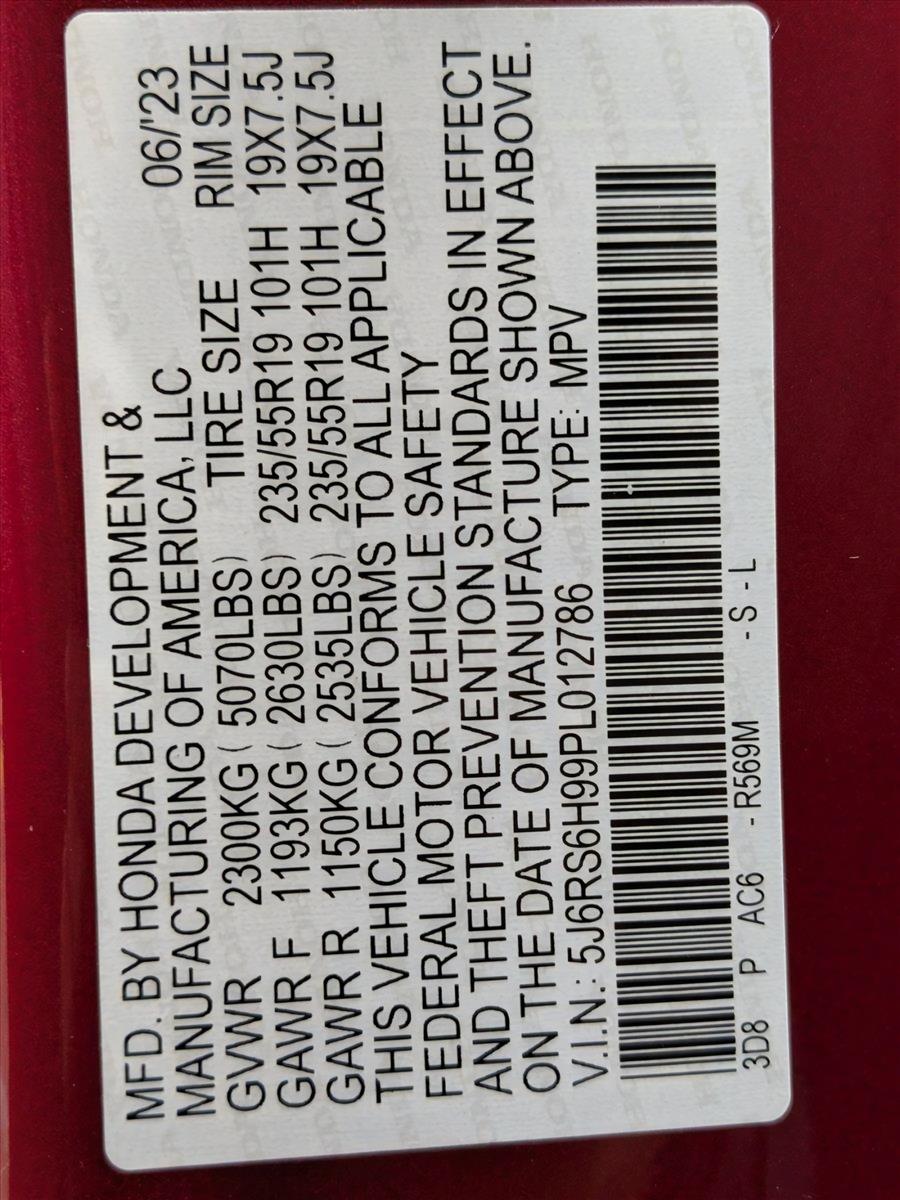 MFD. BY HONDA DEVELOPMENT &
MANUFACTURING OF AMERICA, LLC 06/'23
GVWR 2300KG ( 5070LBS) TIRE SIZE RIM SIZE
GAWR F 1193KG ( 2630LBS) 235/55R19 101H 19X7.5J
GAWR R 1150KG ( 2535LBS) 235/55R19 101H 19X7.5J
THIS VEHICLE CONFORMS TO ALL APPLICABLE
FEDERAL MOTOR VEHICLE SAFETY
AND THEFT PREVENTION STANDARDS IN EFFECT
ON THE DATE OF MANUFACTURE SHOWN ABOVE.
V.I.N.: 5J6RS6H99PL012786 TYPE: MPV
3D8 P AC6 - R569M - S - L